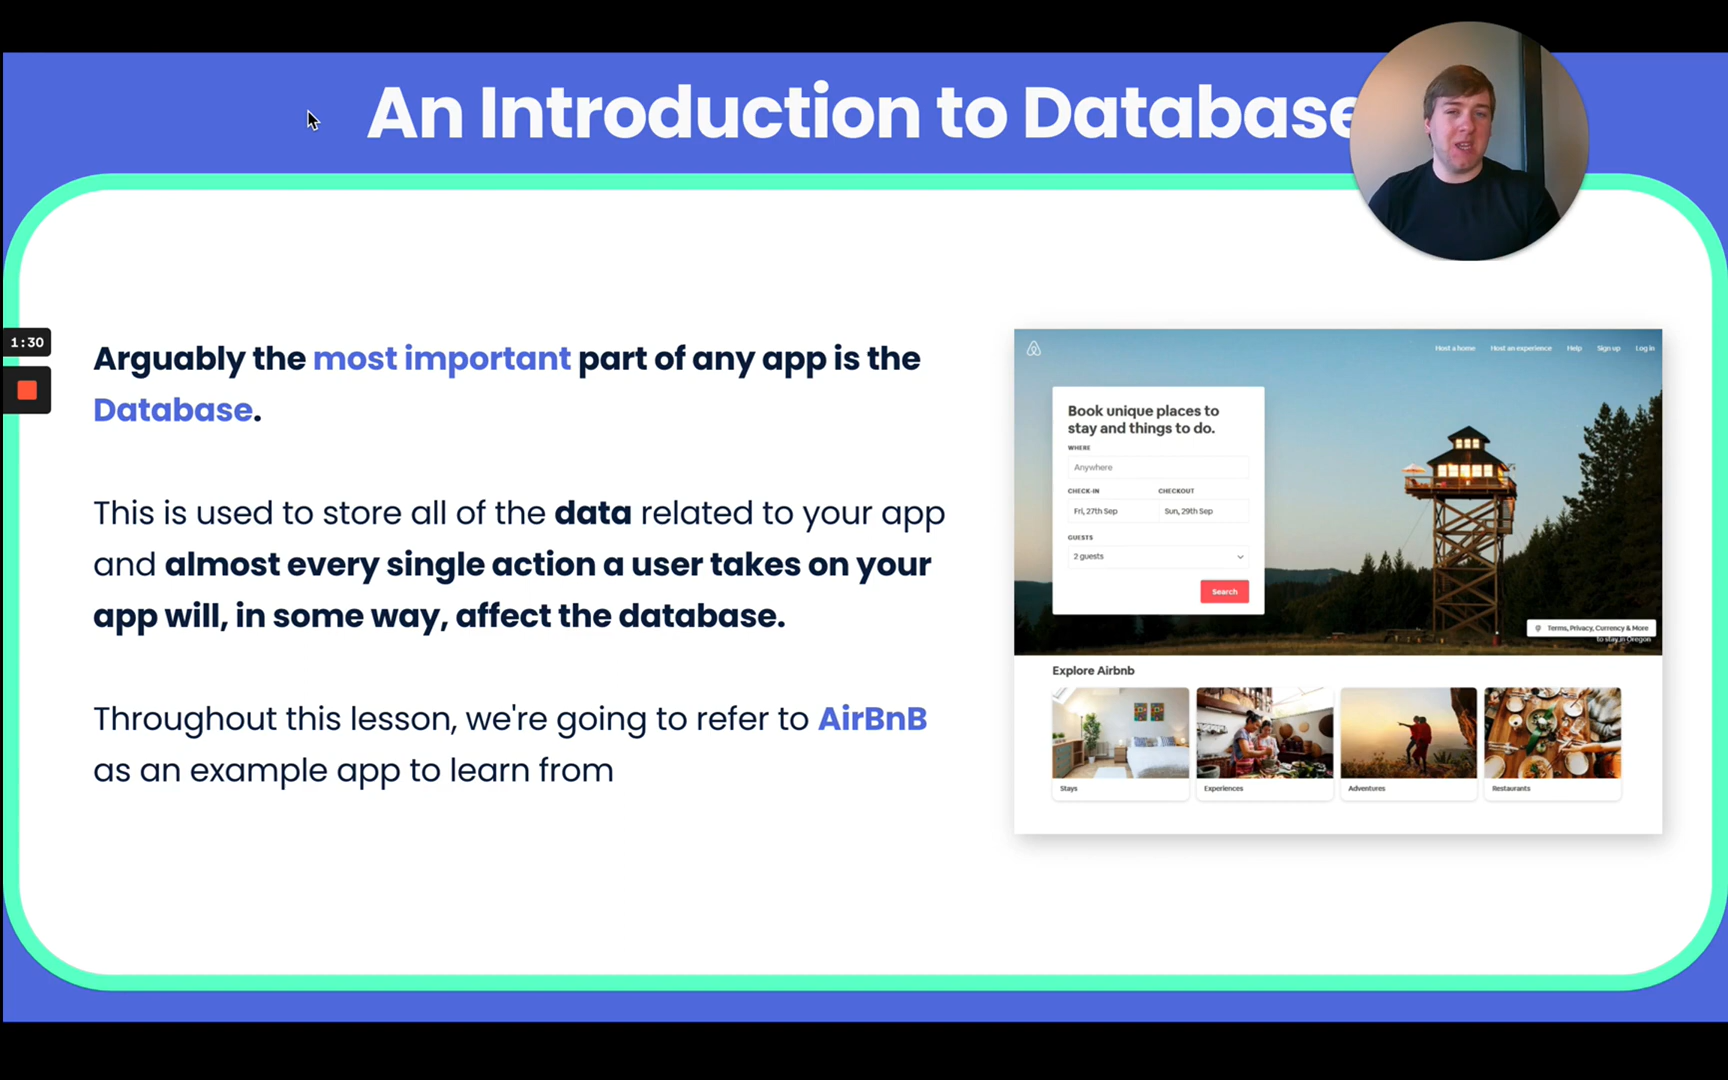 An Introduction to Database
1:30
Arguably the most important part of any app is the
Database.
This is used to store all of the data related to your app
and almost every single action a user takes on your
app will, in some way, affect the database.
Throughout this lesson, we're going to refer to AirBnB
as an example app to learn from
Host a home Host an experience Help Sign up Log in
Book unique places to
stay and things to do.
WHERE
Anywhere
CHECK-IN CHECKOUT
Fri, 27th Sep Sun, 29th Sep
GUESTS
2 guests
Search
Terms, Privacy, Currency & More
to stay in Oregon
Explore Airbnb
Stays Experiences Adventures Restaurants